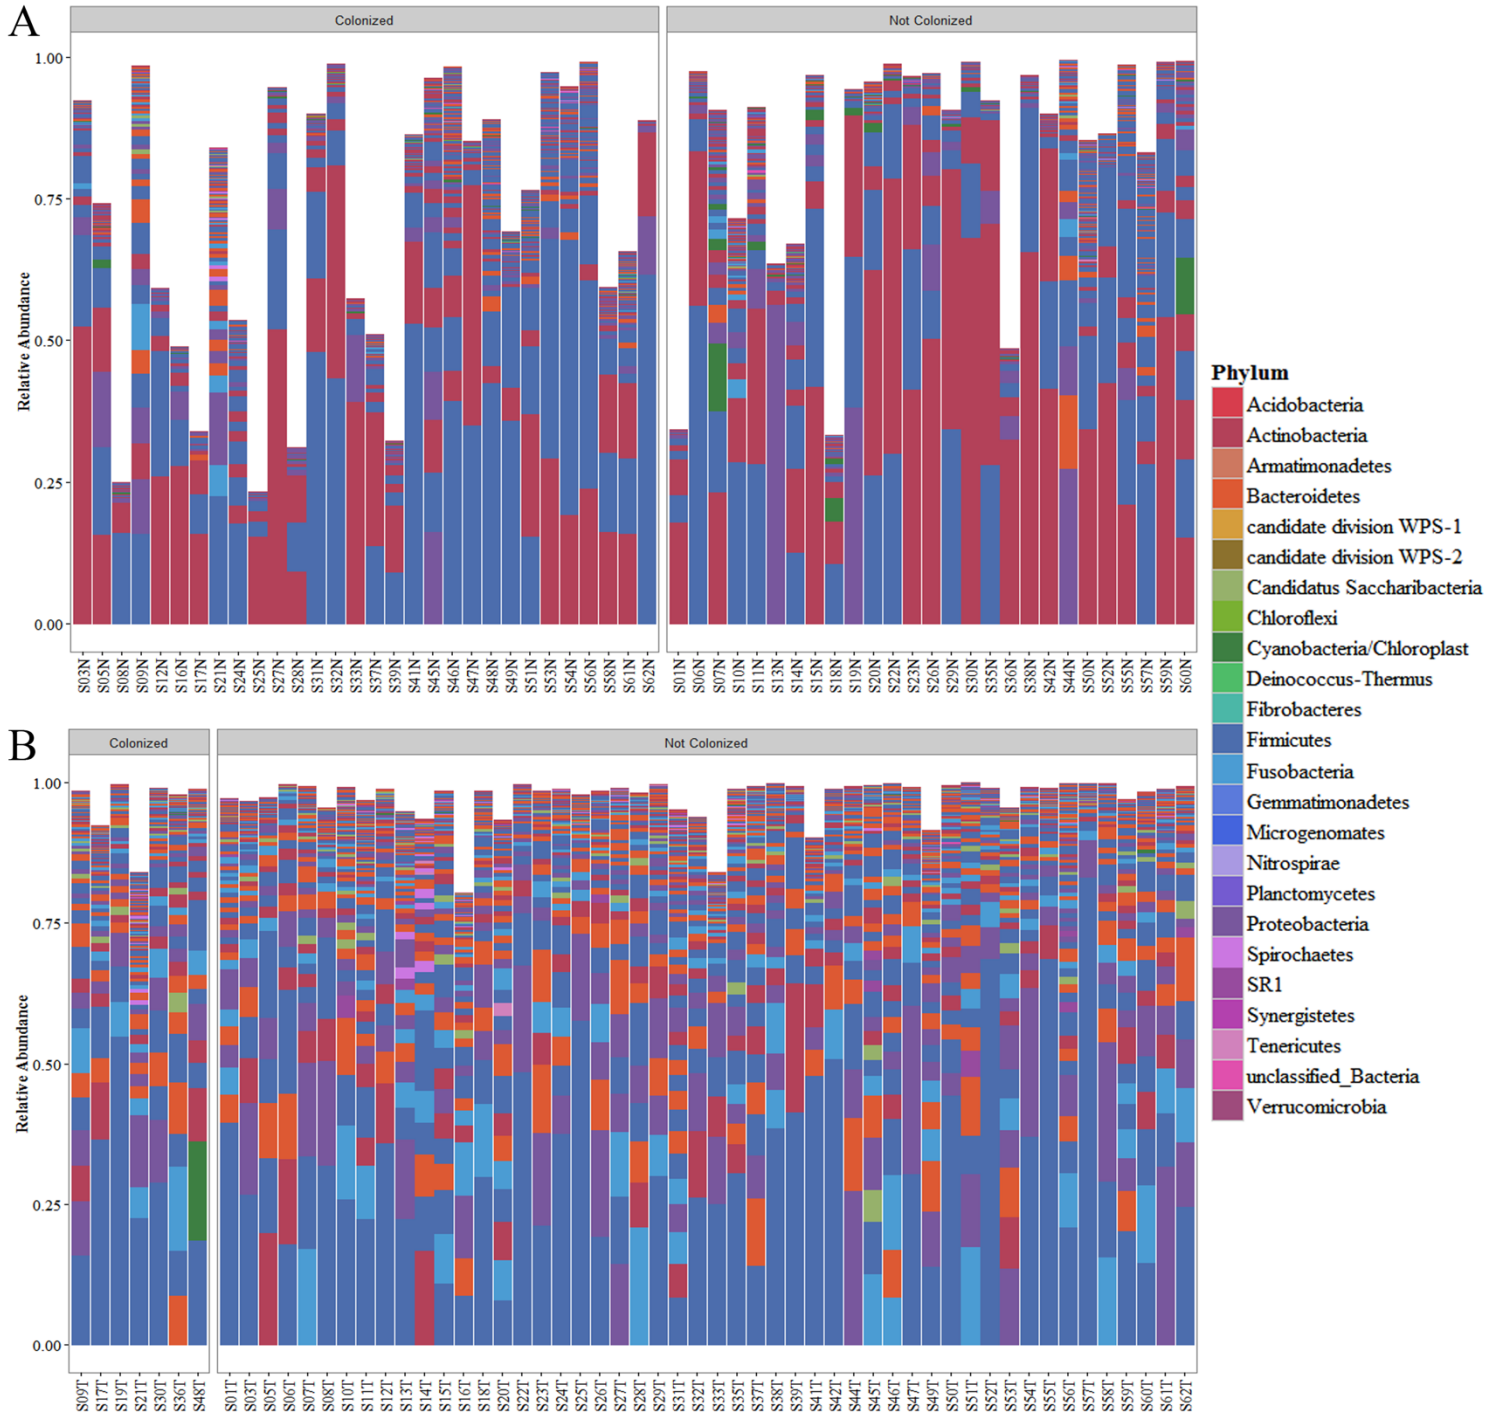 A
Colonized
Not Colonized
Relative Abundance
1.00
0.75
0.50
0.25
0.00
S03N S05N S08N S09N S12N S16N S17N S21N S24N S25N S27N S28N S31N S32N S33N S37N S39N S41N S45N S46N S47N S48N S49N S51N S53N S54N S56N S58N S61N S62N
S01N S06N S07N S10N S11N S13N S14N S15N S18N S19N S20N S22N S23N S26N S29N S30N S35N S36N S38N S42N S44N S50N S52N S55N S57N S59N S60N
B
Colonized
Not Colonized
Relative Abundance
1.00
0.75
0.50
0.25
0.00
S09T S17T S19T S21T S30T S36T S48T
S01T S03T S05T S06T S07T S08T S10T S11T S12T S13T S14T S15T S16T S18T S20T S22T S23T S24T S25T S26T S27T S28T S29T S31T S32T S33T S35T S37T S38T S39T S41T S42T S44T S45T S46T S47T S49T S50T S51T S52T S53T S54T S55T S56T S57T S58T S59T S60T S61T S62T
Phylum
Acidobacteria
Actinobacteria
Armatimonadetes
Bacteroidetes
candidate division WPS-1
candidate division WPS-2
Candidatus Saccharibacteria
Chloroflexi
Cyanobacteria/Chloroplast
Deinococcus-Thermus
Fibrobacteres
Firmicutes
Fusobacteria
Gemmatimonadetes
Microgenomates
Nitrospirae
Planctomycetes
Proteobacteria
Spirochaetes
SR1
Synergistetes
Tenericutes
unclassified_Bacteria
Verrucomicrobia